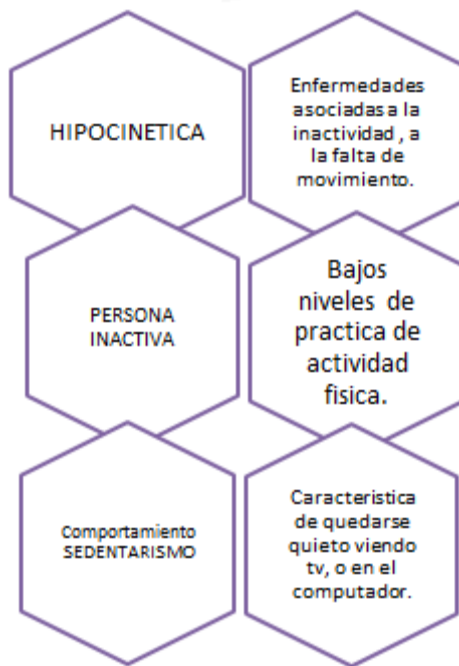 HIPOCINETICA
Enfermedades
asociadas a la
inactividad , a
la falta de
movimiento.
PERSONA
INACTIVA
Bajos
niveles de
practica de
actividad
fisica.
Comportamiento
SEDENTARISMO
Caracteristica
de quedarse
quieto viendo
tv, o en el
computador.